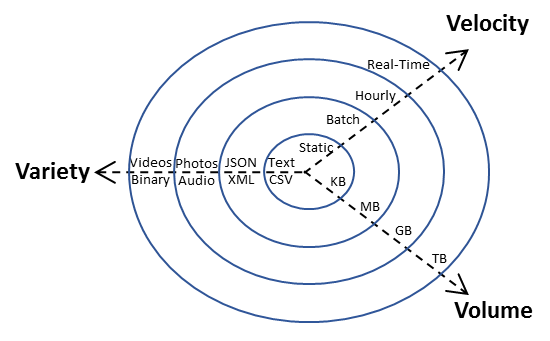 Velocity
Real-Time
Hourly
Batch
Static
Variety
Videos Photos JSON Text
Binary Audio XML CSV
KB
MB
GB
TB
Volume